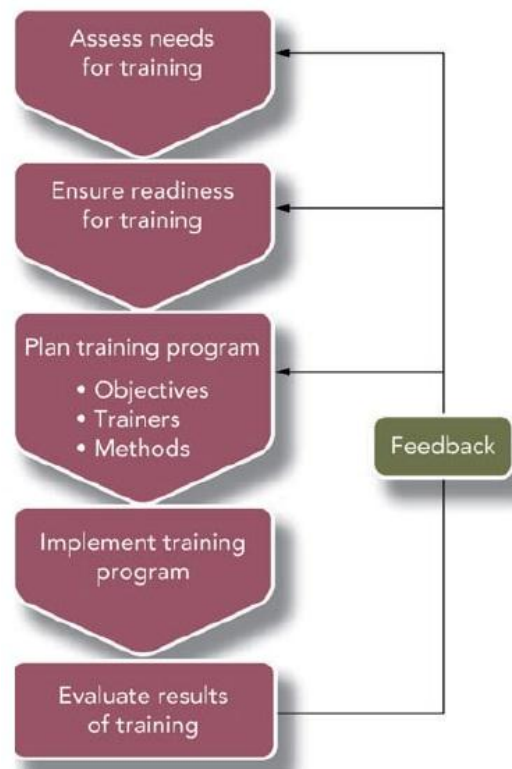 Assess needs
for training
Ensure readiness
for training
Plan training program
• Objectives
• Trainers
• Methods
Feedback
Implement training
program
Evaluate results
of training